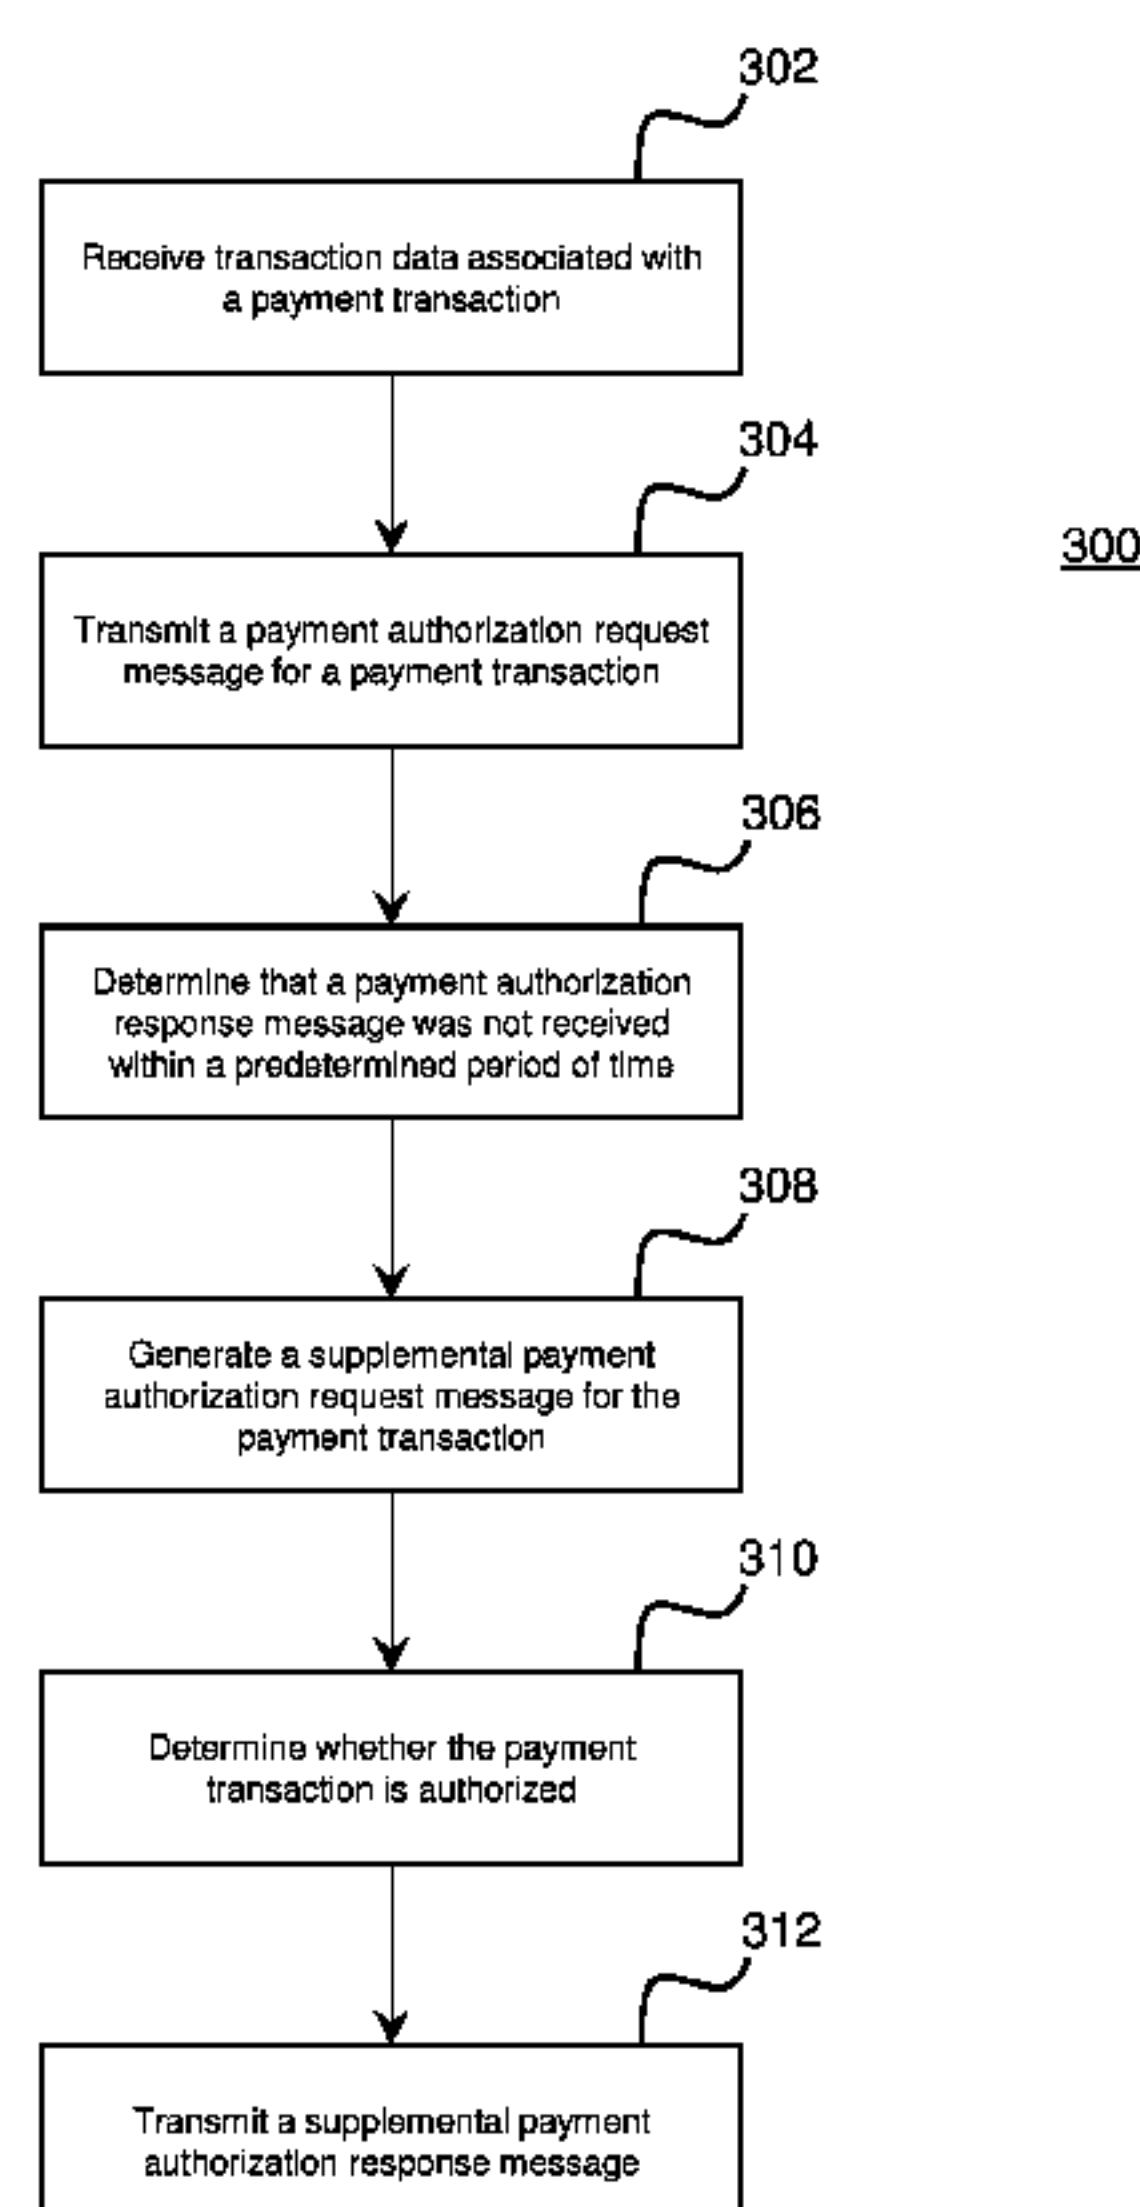 302
Receive transaction data associated with
a payment transaction
304
300
Transmit a payment authorization request
message for a payment transaction
306
Determine that a payment authorization
response message was not received
within a predetermined period of time
308
Generate a supplemental payment
authorization request message for the
payment transaction
310
Determine whether the payment
transaction is authorized
312
Transmit a supplemental payment
authorization response message